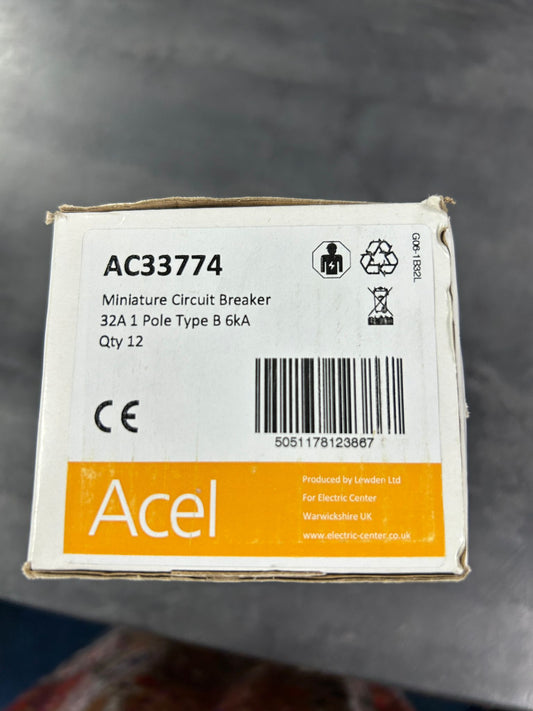 AC33774
Miniature Circuit Breaker
32A 1 Pole Type B 6kA
Qty 12
G06-1B32L
CE
5051178123867
Acel
Produced by Lewden Ltd
For Electric Center
Warwickshire UK
www.electric-center.co.uk